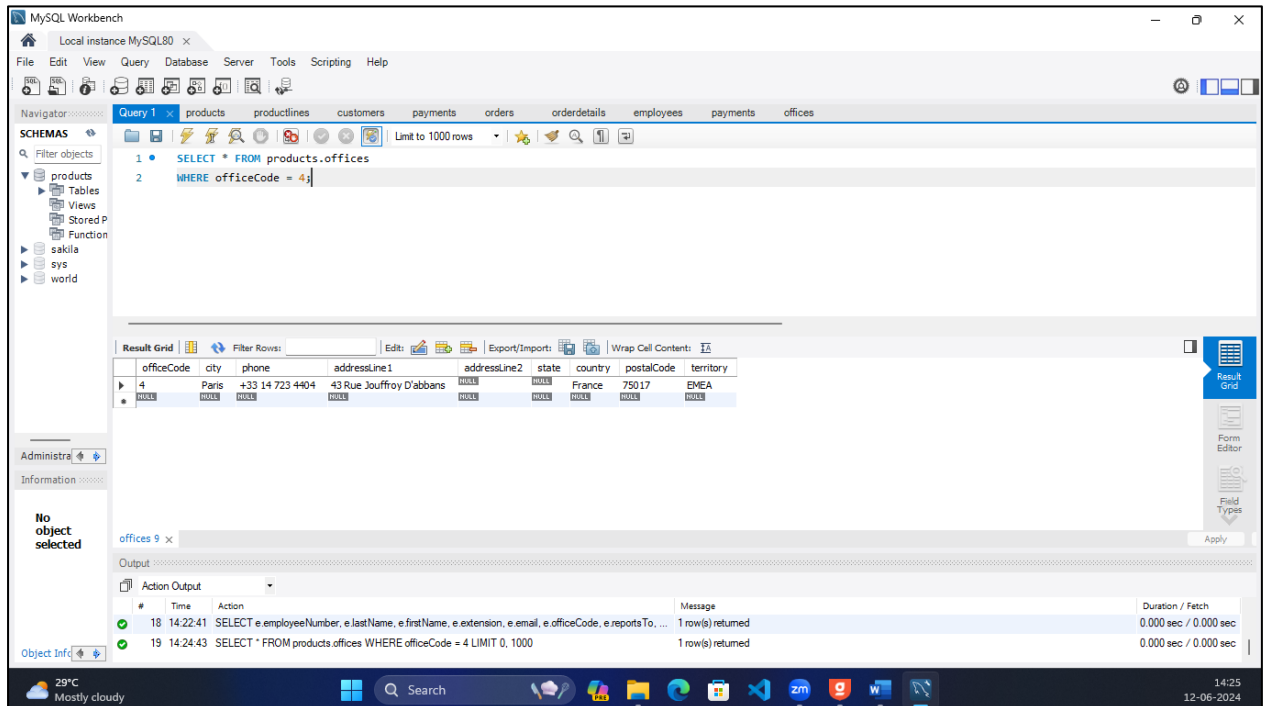 MySQL Workbench
Local instance MySQL80 ×
File Edit View Query Database Server Tools Scripting Help
Navigator
Query 1 × products productlines customers payments orders orderdetails employees payments offices
SCHEMAS
Limit to 1000 rows
Filter objects
1 SELECT * FROM products.offices
2 WHERE officeCode = 4;
products
Tables
Views
Stored P
Function
sakila
sys
world
Result Grid Filter Rows: Edit: Export/Import: Wrap Cell Content:
officeCode city phone addressLine1 addressLine2 state country postalCode territory
4 Paris +33 14 723 4404 43 Rue Jouffroy D'abbans NULL NULL France 75017 EMEA
NULL NULL NULL NULL NULL NULL NULL NULL NULL
Result
Grid
Form
Editor
Field
Types
Administra
Information
No
object
selected
offices 9 ×
Apply
Output
Action Output
# Time Action Message Duration / Fetch
18 14:22:41 SELECT e.employeeNumber, e.lastName, e.firstName, e.extension, e.email, e.officeCode, e.reportsTo, ... 1 row(s) returned 0.000 sec / 0.000 sec
19 14:24:43 SELECT * FROM products.offices WHERE officeCode = 4 LIMIT 0, 1000 1 row(s) returned 0.000 sec / 0.000 sec
Object Info
29°C
Mostly cloudy
Search
PRE
zm
14:25
12-06-2024